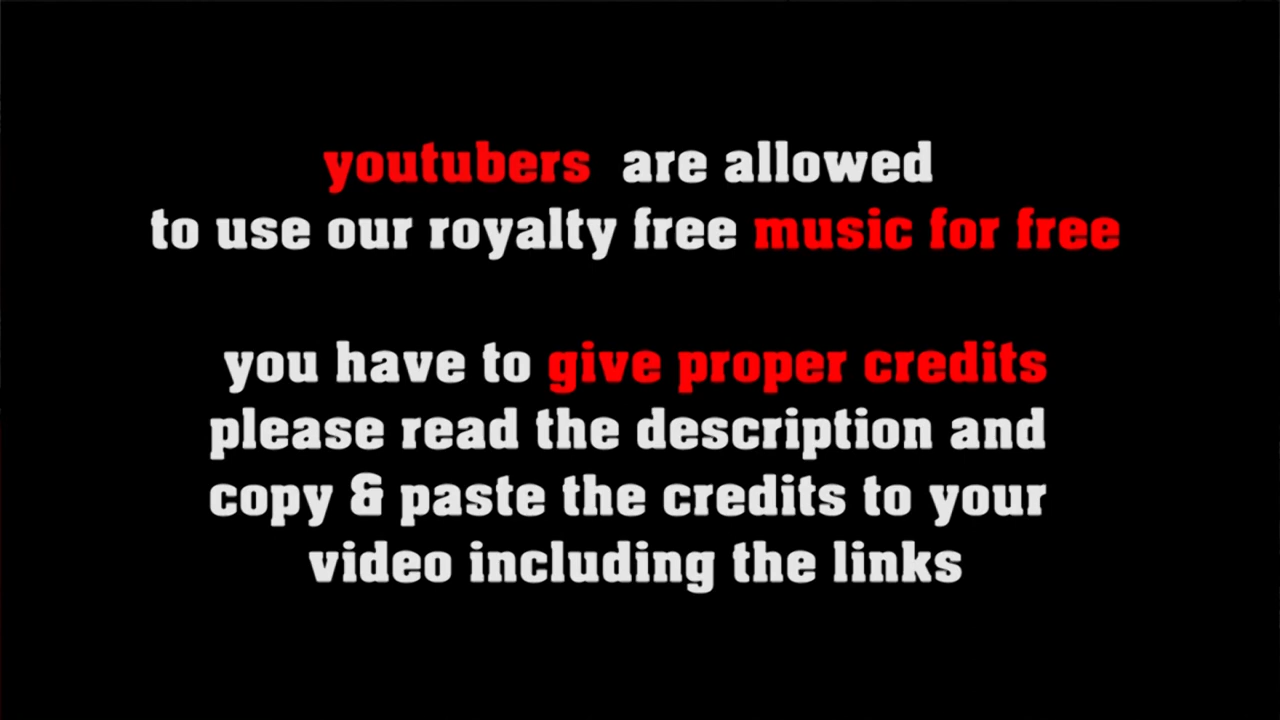 youtubers are allowed
to use our royalty free music for free
you have to give proper credits
please read the description and
copy & paste the credits to your
video including the links